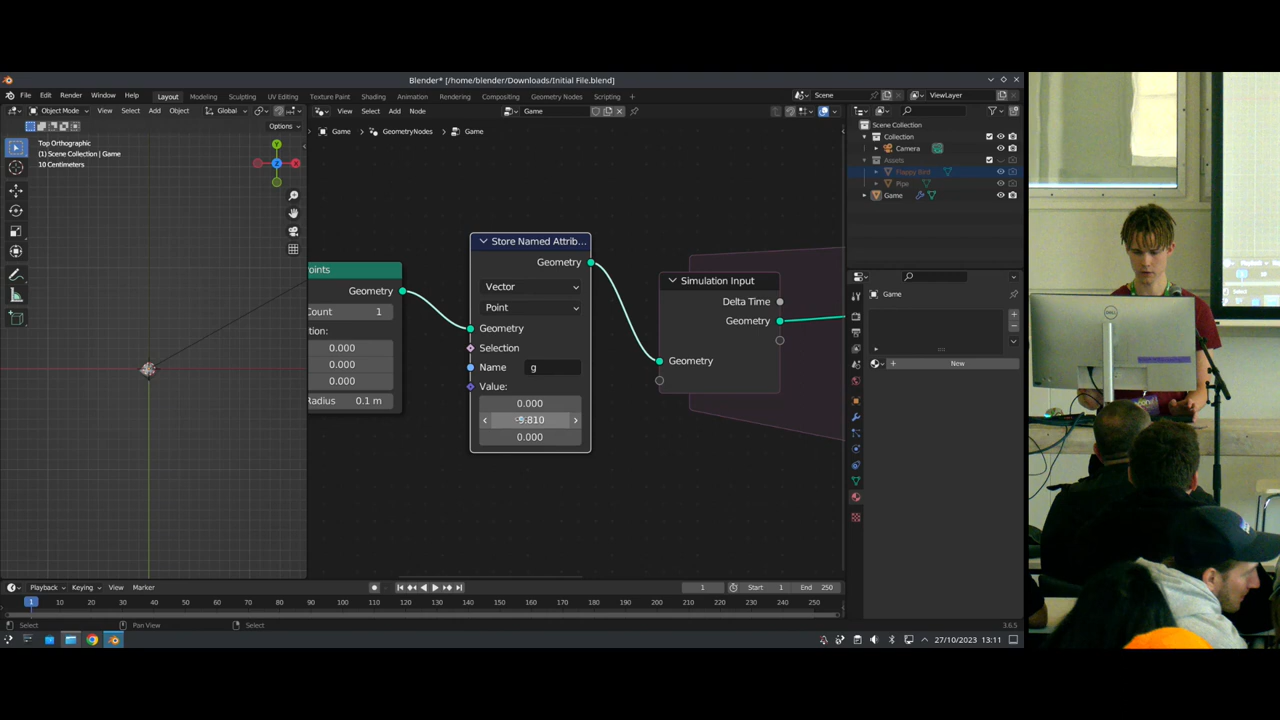 Blender* [/home/blender/Downloads/Initial File.blend]
File Edit Render Window Help Layout Modeling Sculpting UV Editing Texture Paint Shading Animation Rendering Compositing Geometry Nodes Scripting Scene ViewLayer
Object Mode View Select Add Object Global View Select Add Node Game
Options
Game GeometryNodes Game
Top Orthographic
(1) Scene Collection | Game
10 Centimeters
Y
Z X
oints
Geometry
Count 1
tion:
0.000
0.000
0.000
Radius 0.1 m
Store Named Attrib...
Geometry
Vector
Point
Geometry
Selection
Name g
Value:
0.000
9.810
0.000
Simulation Input
Delta Time
Geometry
Geometry
Scene Collection
Collection
Camera
Assets
Flappy Bird
Pipe
Game
Game
New
Playback Keying View Marker 1 Start 1 End 250
1 10 20 30 40 50 60 70 80 90 100 110 120 130 140 150 160 170 180 190 200 210 220 230 240 250
Select Pan View Select 3.6.5
27/10/2023 13:11
DELL